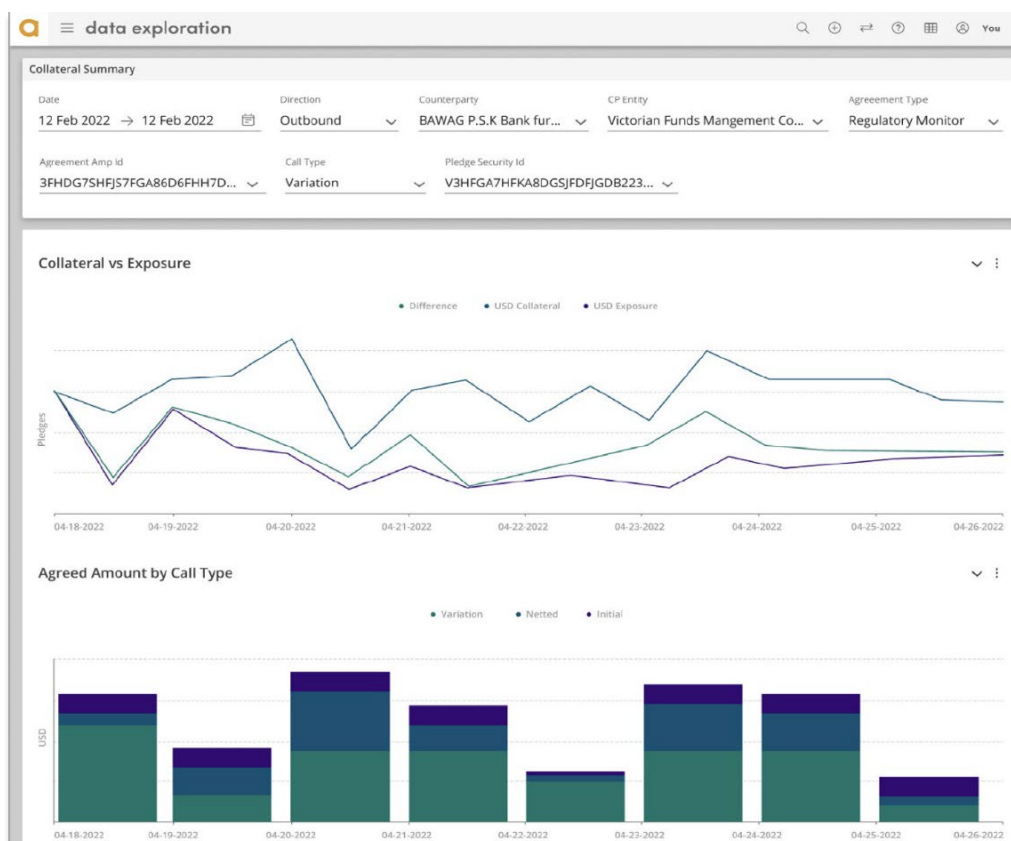 data exploration
You
Collateral Summary
Date Direction Counterparty CP Entity Agreeement Type
12 Feb 2022 → 12 Feb 2022 Outbound BAWAG P.S.K Bank fur... Victorian Funds Mangement Co... Regulatory Monitor
Agreement Amp Id Call Type Pledge Security Id
3FHDG7SHFJS7FGA86D6FHH7D... Variation V3HFGA7HFKA8DGSJFDFJGDB223...
Collateral vs Exposure
Difference USD Collateral USD Exposure
Pledges
04-18-2022 04-19-2022 04-20-2022 04-21-2022 04-22-2022 04-23-2022 04-24-2022 04-25-2022 04-26-2022
Agreed Amount by Call Type
Variation Netted Initial
USD
04-18-2022 04-19-2022 04-20-2022 04-21-2022 04-22-2022 04-23-2022 04-24-2022 04-25-2022 04-26-2022